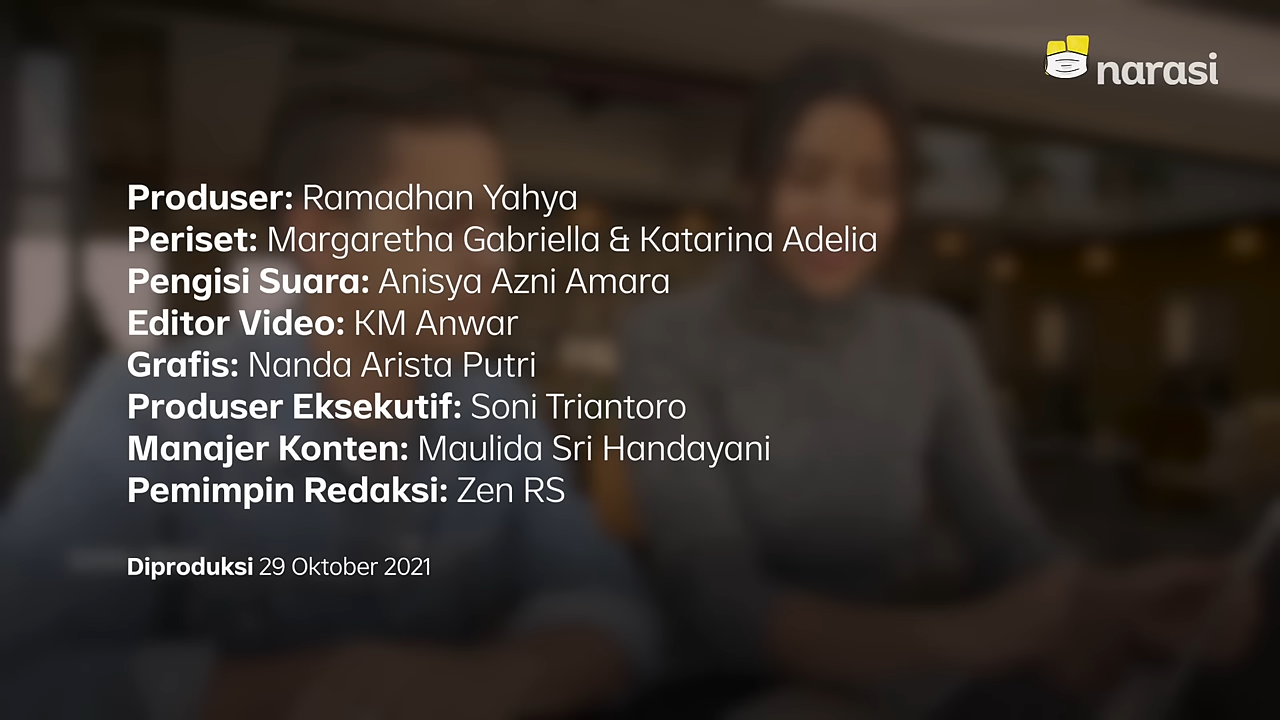 narasi
Produser: Ramadhan Yahya
Periset: Margaretha Gabriella & Katarina Adelia
Pengisi Suara: Anisya Azni Amara
Editor Video: KM Anwar
Grafis: Nanda Arista Putri
Produser Eksekutif: Soni Triantoro
Manajer Konten: Maulida Sri Handayani
Pemimpin Redaksi: Zen RS
Diproduksi 29 Oktober 2021